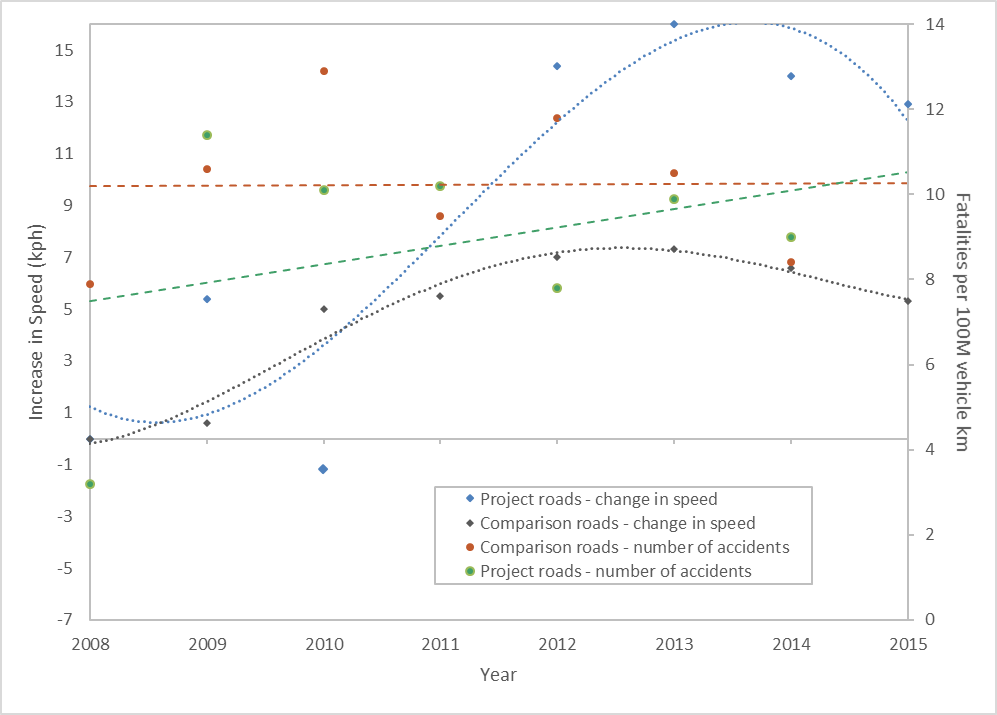 15
13
11
9
7
5
3
1
-1
-3
-5
-7
Increase in Speed (kph)
14
12
10
8
6
4
2
0
Fatalities per 100M vehicle km
Project roads - change in speed
Comparison roads - change in speed
Comparison roads - number of accidents
Project roads - number of accidents
2008 2009 2010 2011 2012 2013 2014 2015
Year